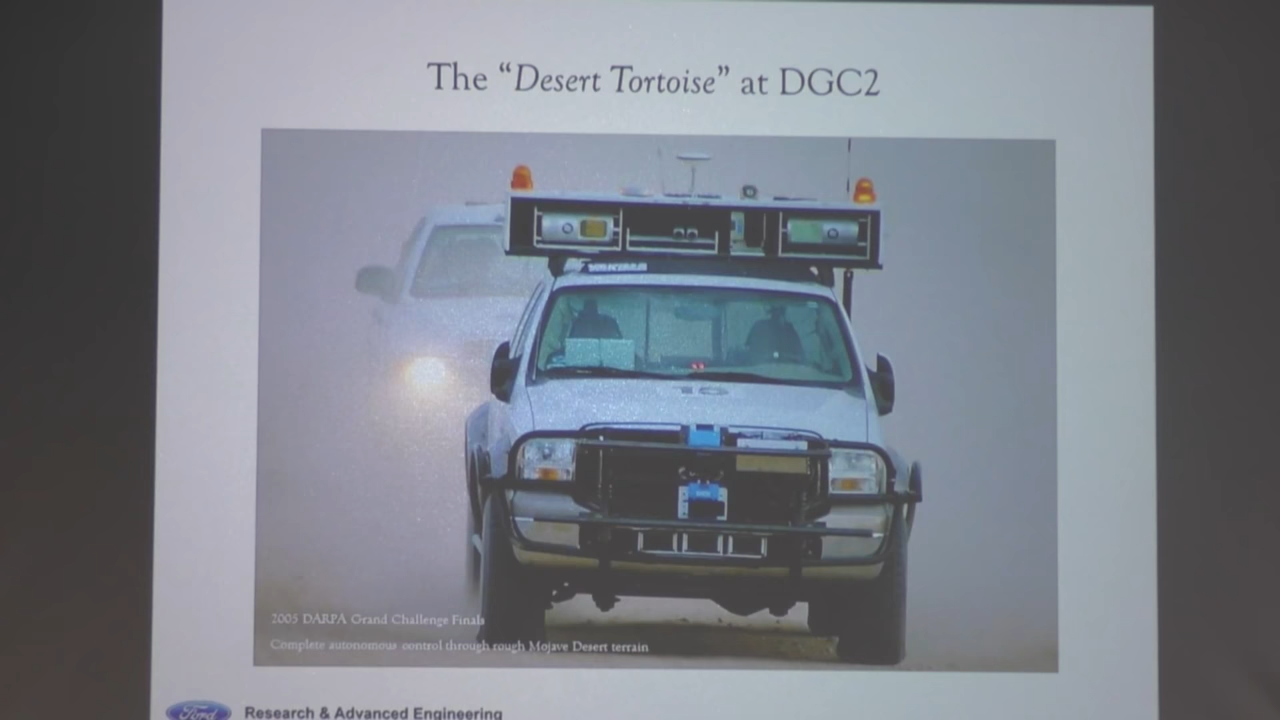 The “Desert Tortoise” at DGC2
YAKIMA
10
2005 DARPA Grand Challenge Finals
Complete autonomous control through rough Mojave Desert terrain
Ford
Research & Advanced Engineering